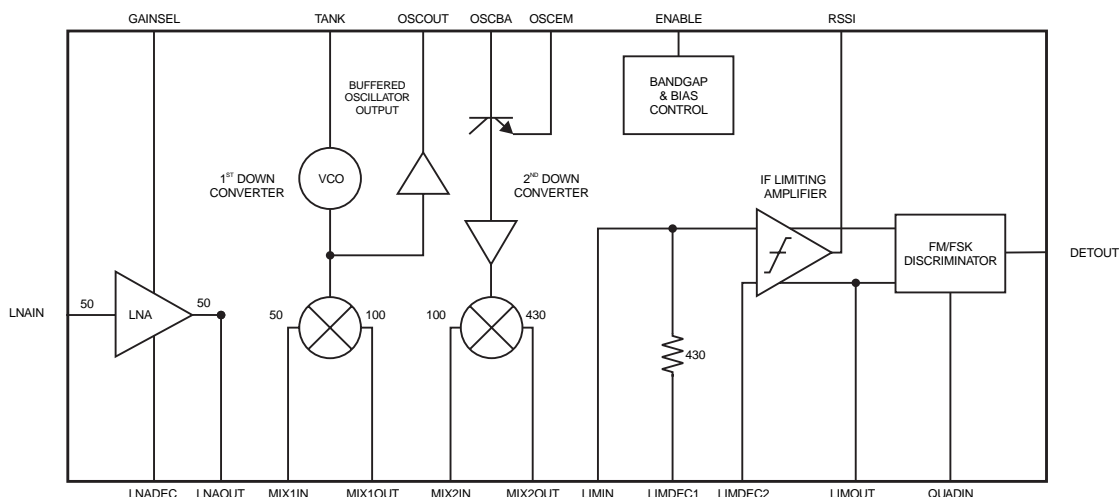 GAINSEL TANK OSCOUT OSCBA OSCEM ENABLE RSSI
BUFFERED
OSCILLATOR
OUTPUT
BANDGAP
& BIAS
CONTROL
1ST DOWN
CONVERTER
VCO
2ND DOWN
CONVERTER
IF LIMITING
AMPLIFIER
FM/FSK
DISCRIMINATOR
DETOUT
LNAIN
50
LNA
50
50
100
100
430
430
LNADEC LNAOUT MIX1IN MIX1OUT MIX2IN MIX2OUT LIMIN LIMDEC1 LIMDEC2 LIMOUT QUADIN